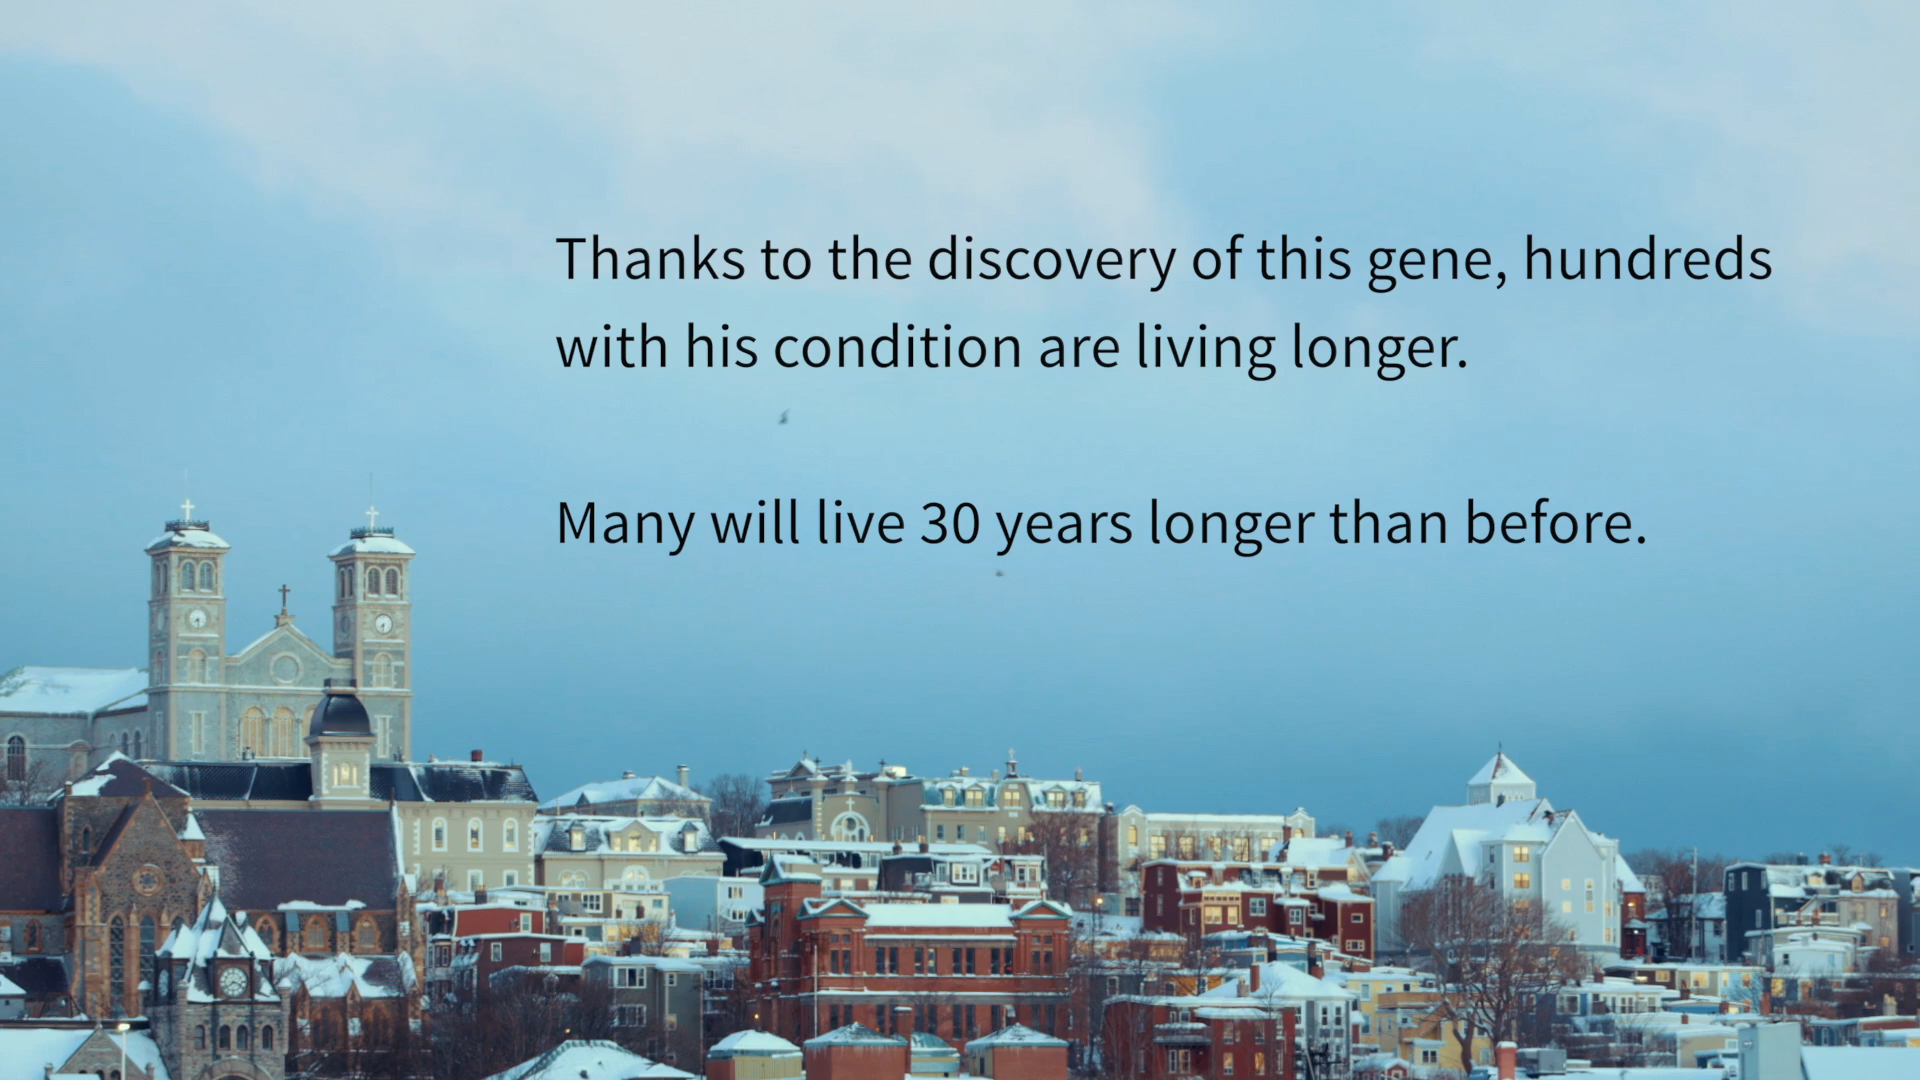 Thanks to the discovery of this gene, hundreds
with his condition are living longer.
Many will live 30 years longer than before.